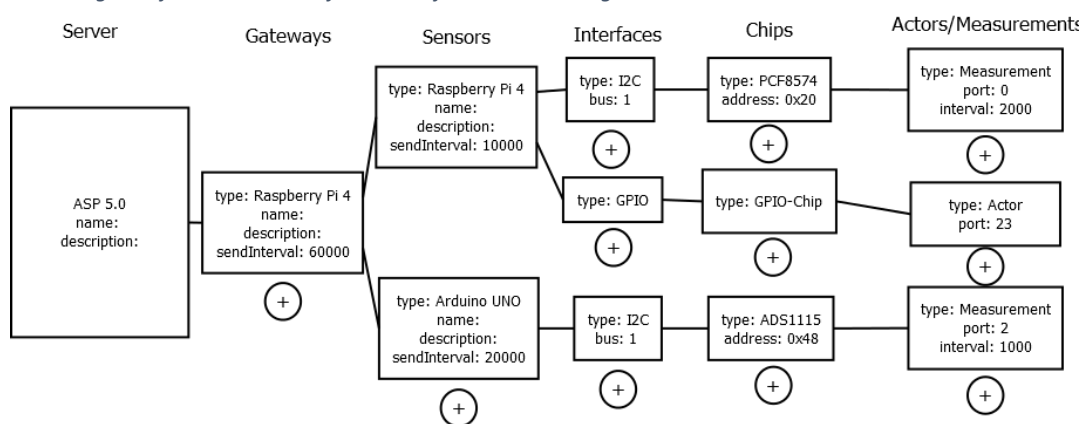 Server
Gateways
Sensors
Interfaces
Chips
Actors/Measurements
ASP 5.0
name:
description:
type: Raspberry Pi 4
name:
description:
sendInterval: 60000
+
type: Raspberry Pi 4
name:
description:
sendInterval: 10000
type: Arduino UNO
name:
description:
sendInterval: 20000
+
type: I2C
bus: 1
+
type: GPIO
+
type: I2C
bus: 1
+
type: PCF8574
address: 0x20
+
type: GPIO-Chip
+
type: ADS1115
address: 0x48
+
type: Measurement
port: 0
interval: 2000
+
type: Actor
port: 23
+
type: Measurement
port: 2
interval: 1000
+